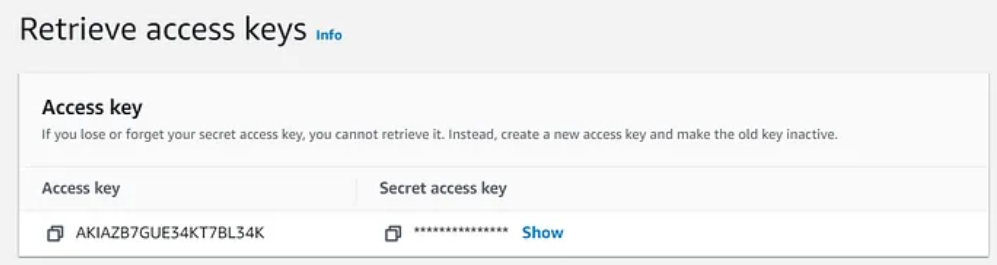 Retrieve access keys Info
Access key
If you lose or forget your secret access key, you cannot retrieve it. Instead, create a new access key and make the old key inactive.
Access key Secret access key
AKIAZB7GUE34KT7BL34K *************** Show